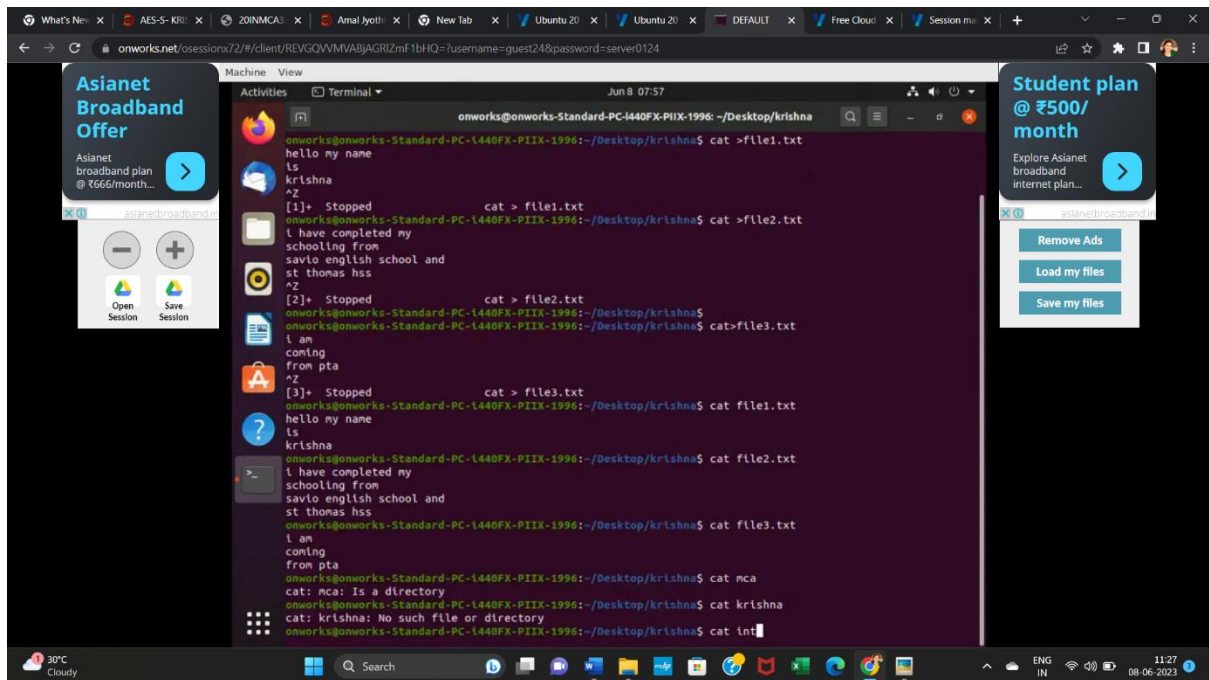 What's New
AES-S- KRIS
20INMCA3
Amal Jyothi
New Tab
Ubuntu 20
Ubuntu 20
DEFAULT
Free Cloud
Session ma
onworks.net/osessionx72/#/client/REVGQVVMVABjAGRIZmF1bHQ=?username=guest24&password=server0124
Machine View
Activities Terminal Jun 8 07:57
onworks@onworks-Standard-PC-i440FX-PIIX-1996: ~/Desktop/krishna
Asianet
Broadband
Offer
Asianet
broadband plan
@ ₹666/month...
asianetbroadband.in
Open
Session
Save
Session
onworks@onworks-Standard-PC-i440FX-PIIX-1996:~/Desktop/krishna$ cat >file1.txt
hello my name
is
krishna
^Z
[1]+ Stopped cat > file1.txt
onworks@onworks-Standard-PC-i440FX-PIIX-1996:~/Desktop/krishna$ cat >file2.txt
i have completed my
schooling from
savio english school and
st thomas hss
^Z
[2]+ Stopped cat > file2.txt
onworks@onworks-Standard-PC-i440FX-PIIX-1996:~/Desktop/krishna$
onworks@onworks-Standard-PC-i440FX-PIIX-1996:~/Desktop/krishna$ cat>file3.txt
i am
coming
from pta
^Z
[3]+ Stopped cat > file3.txt
onworks@onworks-Standard-PC-i440FX-PIIX-1996:~/Desktop/krishna$ cat file1.txt
hello my name
is
krishna
onworks@onworks-Standard-PC-i440FX-PIIX-1996:~/Desktop/krishna$ cat file2.txt
i have completed my
schooling from
savio english school and
st thomas hss
onworks@onworks-Standard-PC-i440FX-PIIX-1996:~/Desktop/krishna$ cat file3.txt
i am
coming
from pta
onworks@onworks-Standard-PC-i440FX-PIIX-1996:~/Desktop/krishna$ cat mca
cat: mca: Is a directory
onworks@onworks-Standard-PC-i440FX-PIIX-1996:~/Desktop/krishna$ cat krishna
cat: krishna: No such file or directory
onworks@onworks-Standard-PC-i440FX-PIIX-1996:~/Desktop/krishna$ cat int
Student plan
@ ₹500/
month
Explore Asianet
broadband
internet plan...
asianetbroadband.in
Remove Ads
Load my files
Save my files
1
30°C
Cloudy
Search
ENG
IN
11:27
08-06-2023
3